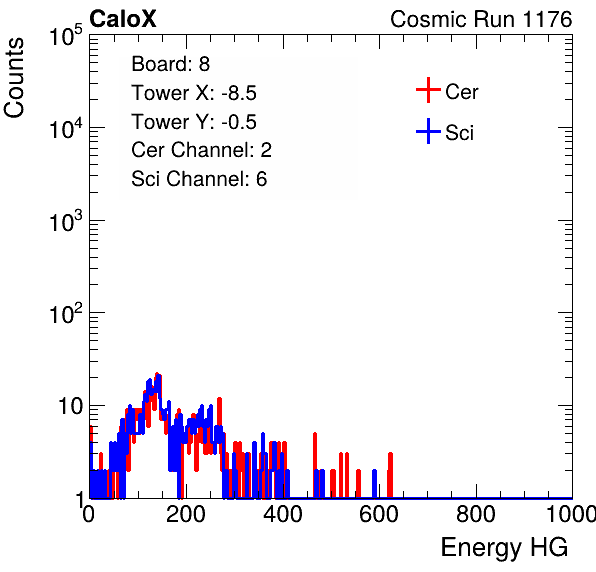 CaloX Cosmic Run 1176
Counts
Board: 8
Tower X: -8.5
Tower Y: -0.5
Cer Channel: 2
Sci Channel: 6
Cer
Sci
10^5
10^4
10^3
10^2
10
1
0 200 400 600 800 1000
Energy HG